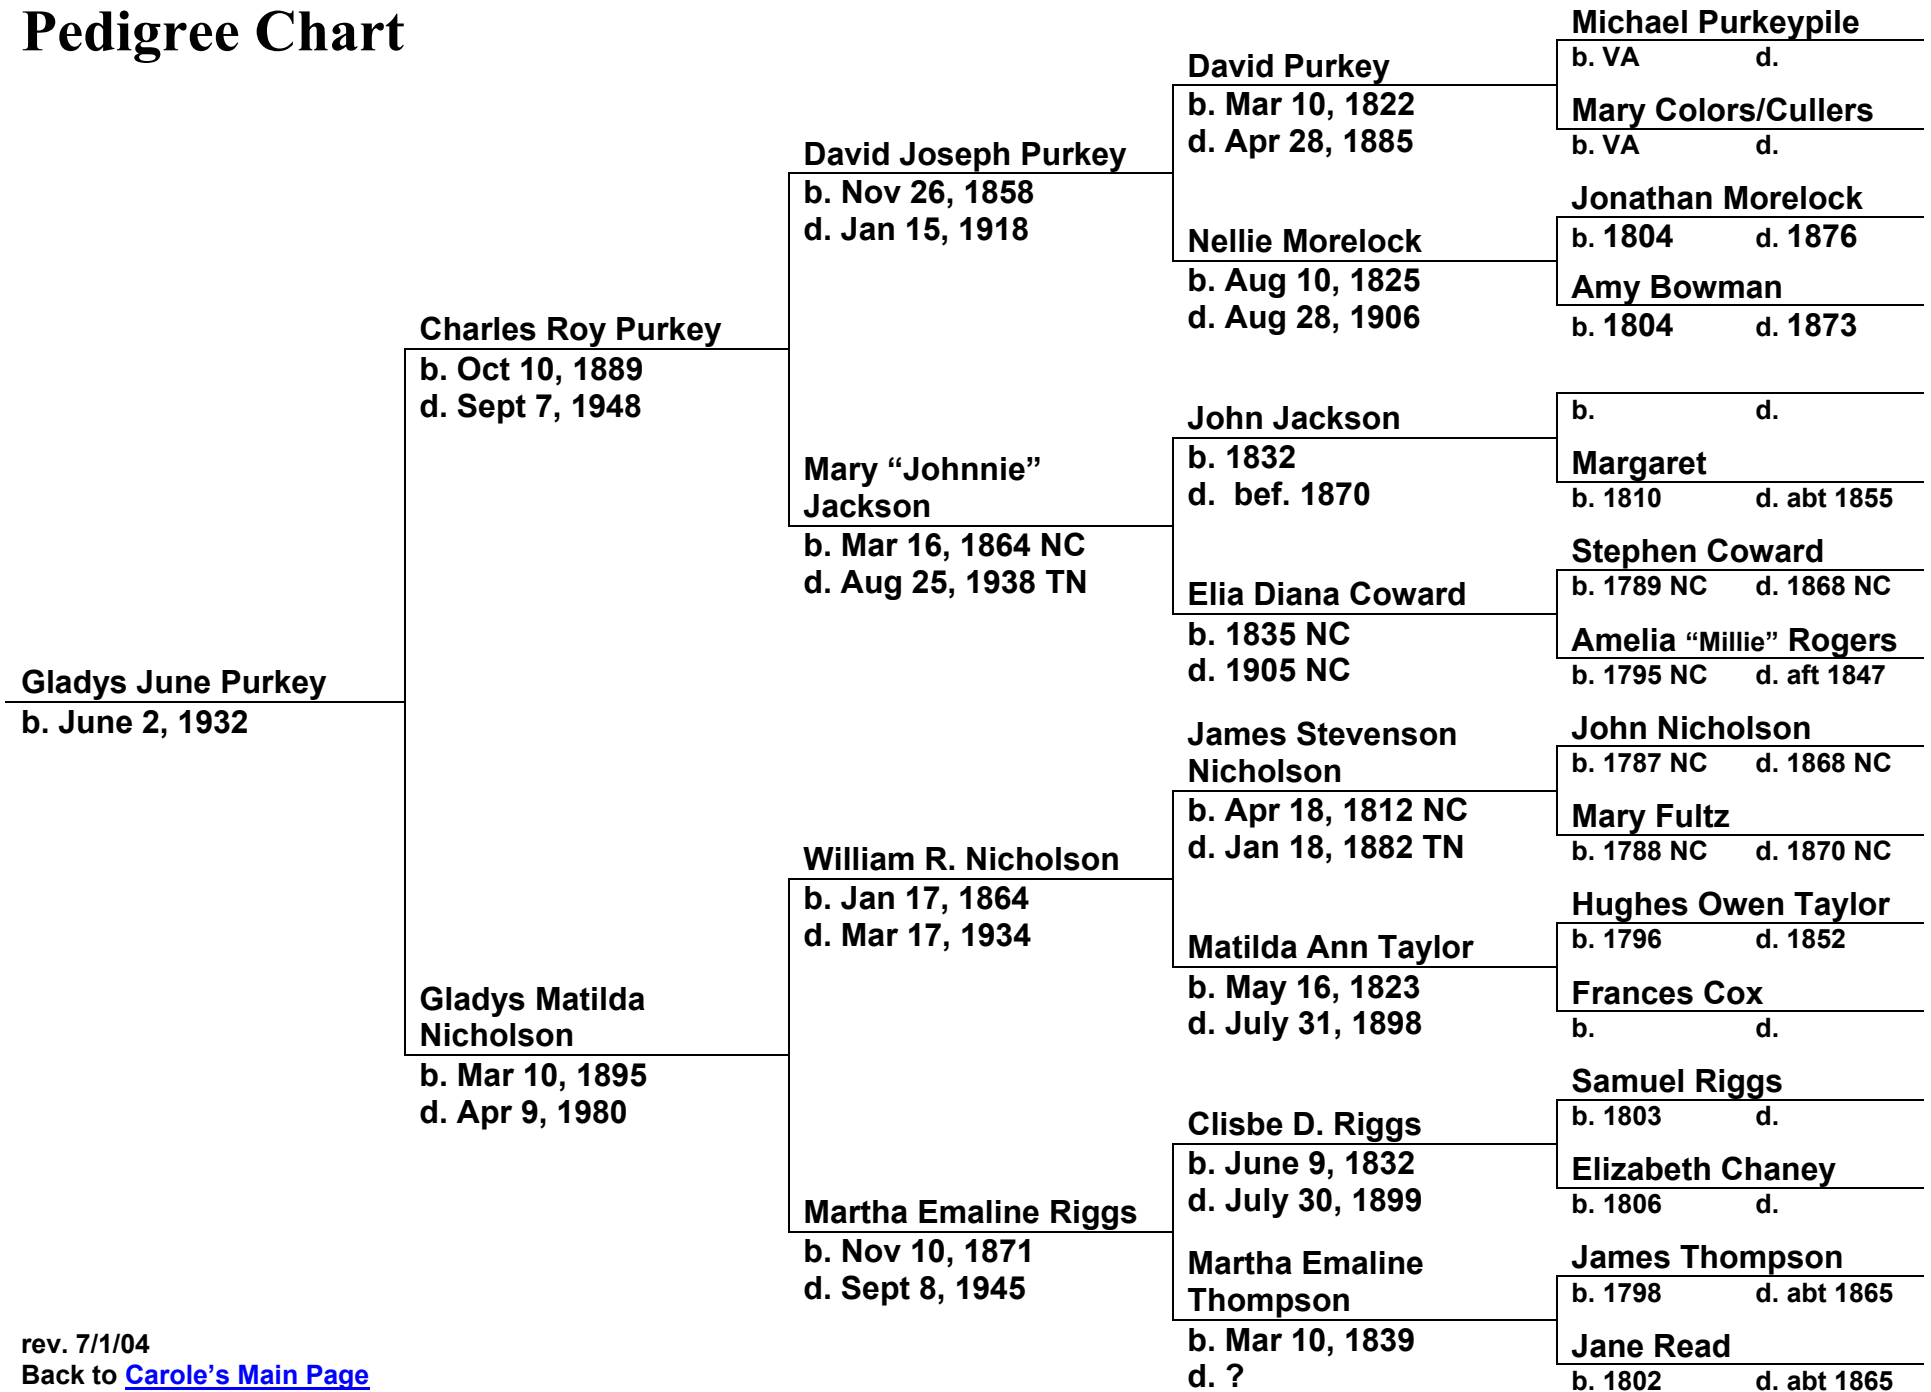 Pedigree Chart
Gladys June Purkey
b. June 2, 1932
Charles Roy Purkey
b. Oct 10, 1889
d. Sept 7, 1948
Gladys Matilda
Nicholson
b. Mar 10, 1895
d. Apr 9, 1980
David Joseph Purkey
b. Nov 26, 1858
d. Jan 15, 1918
Mary “Johnnie”
Jackson
b. Mar 16, 1864 NC
d. Aug 25, 1938 TN
William R. Nicholson
b. Jan 17, 1864
d. Mar 17, 1934
Martha Emaline Riggs
b. Nov 10, 1871
d. Sept 8, 1945
David Purkey
b. Mar 10, 1822
d. Apr 28, 1885
Nellie Morelock
b. Aug 10, 1825
d. Aug 28, 1906
John Jackson
b. 1832
d.  bef. 1870
Elia Diana Coward
b. 1835 NC
d. 1905 NC
James Stevenson
Nicholson
b. Apr 18, 1812 NC
d. Jan 18, 1882 TN
Matilda Ann Taylor
b. May 16, 1823
d. July 31, 1898
Clisbe D. Riggs
b. June 9, 1832
d. July 30, 1899
Martha Emaline
Thompson
b. Mar 10, 1839
d. ?
Michael Purkeypile
b. VA d.
Mary Colors/Cullers
b. VA d.
Jonathan Morelock
b. 1804 d. 1876
Amy Bowman
b. 1804 d. 1873
b. d.
Margaret
b. 1810 d. abt 1855
Stephen Coward
b. 1789 NC d. 1868 NC
Amelia “Millie” Rogers
b. 1795 NC d. aft 1847
John Nicholson
b. 1787 NC d. 1868 NC
Mary Fultz
b. 1788 NC d. 1870 NC
Hughes Owen Taylor
b. 1796 d. 1852
Frances Cox
b. d.
Samuel Riggs
b. 1803 d.
Elizabeth Chaney
b. 1806 d.
James Thompson
b. 1798 d. abt 1865
Jane Read
b. 1802 d. abt 1865
rev. 7/1/04
Back to Carole’s Main Page